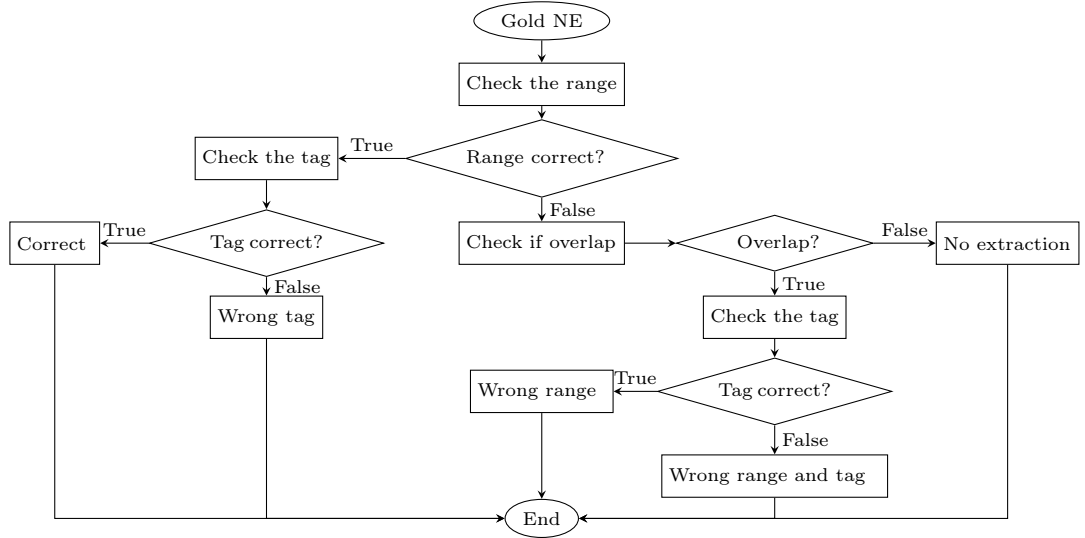 Gold NE
Check the range
Range correct?
True
Check the tag
False
Tag correct?
True
Correct
False
Wrong tag
Check if overlap
Overlap?
False
No extraction
True
Check the tag
Tag correct?
True
Wrong range
False
Wrong range and tag
End